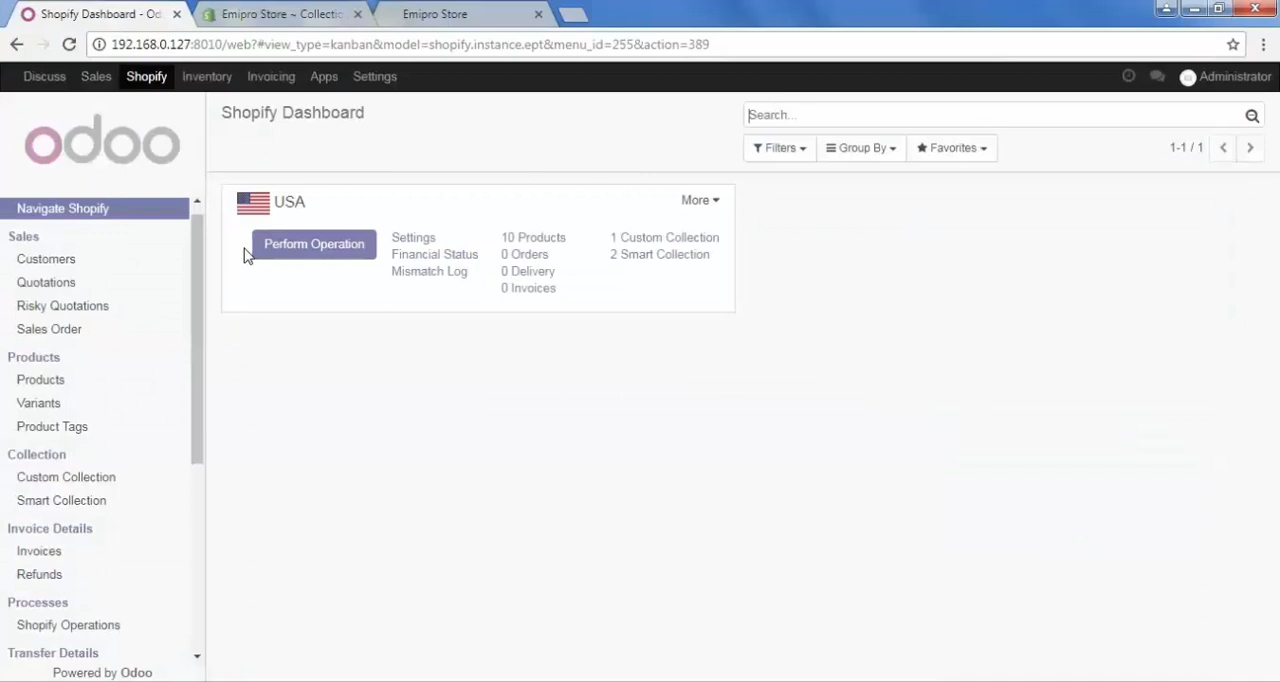 Shopify Dashboard - Od
Emipro Store ~ Collectio
Emipro Store
192.168.0.127:8010/web?#view_type=kanban&model=shopify.instance.ept&menu_id=255&action=389
Discuss Sales Shopify Inventory Invoicing Apps Settings Administrator
odoo
Shopify Dashboard
Search...
Filters Group By Favorites 1-1 / 1
Navigate Shopify
Sales
Customers
Quotations
Risky Quotations
Sales Order
Products
Products
Variants
Product Tags
Collection
Custom Collection
Smart Collection
Invoice Details
Invoices
Refunds
Processes
Shopify Operations
Transfer Details
Powered by Odoo
USA More
Perform Operation
Settings 10 Products 1 Custom Collection
Financial Status 0 Orders 2 Smart Collection
Mismatch Log 0 Delivery
0 Invoices